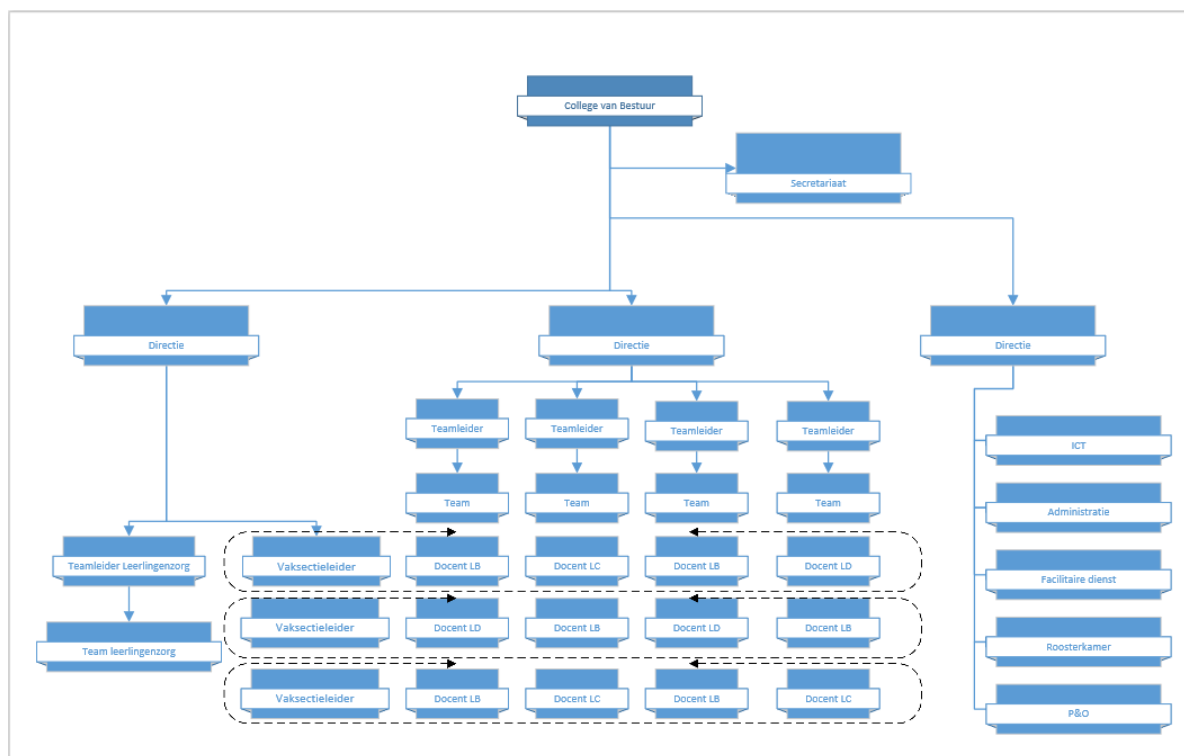 College van Bestuur
Secretariaat
Directie
Directie
Directie
Teamleider
Teamleider
Teamleider
Teamleider
ICT
Team
Team
Team
Team
Administratie
Teamleider Leerlingenzorg
Vaksectieleider
Docent LB
Docent LC
Docent LB
Docent LD
Facilitaire dienst
Vaksectieleider
Docent LD
Docent LB
Docent LD
Docent LB
Roosterkamer
Team leerlingenzorg
Vaksectieleider
Docent LB
Docent LC
Docent LB
Docent LC
P&O